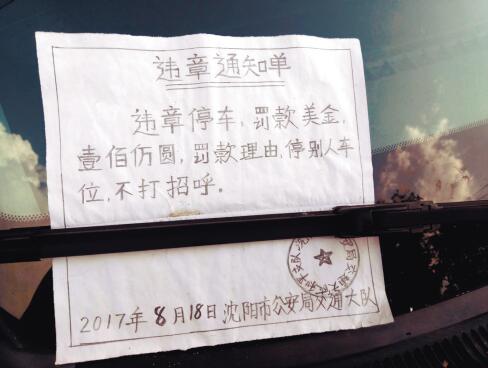 违章通知单
违章停车，罚款美金，
壹佰仿圆，罚款理由，停别人车
位，不打招呼。
2017年8月18日沈阳市公安局交通大队